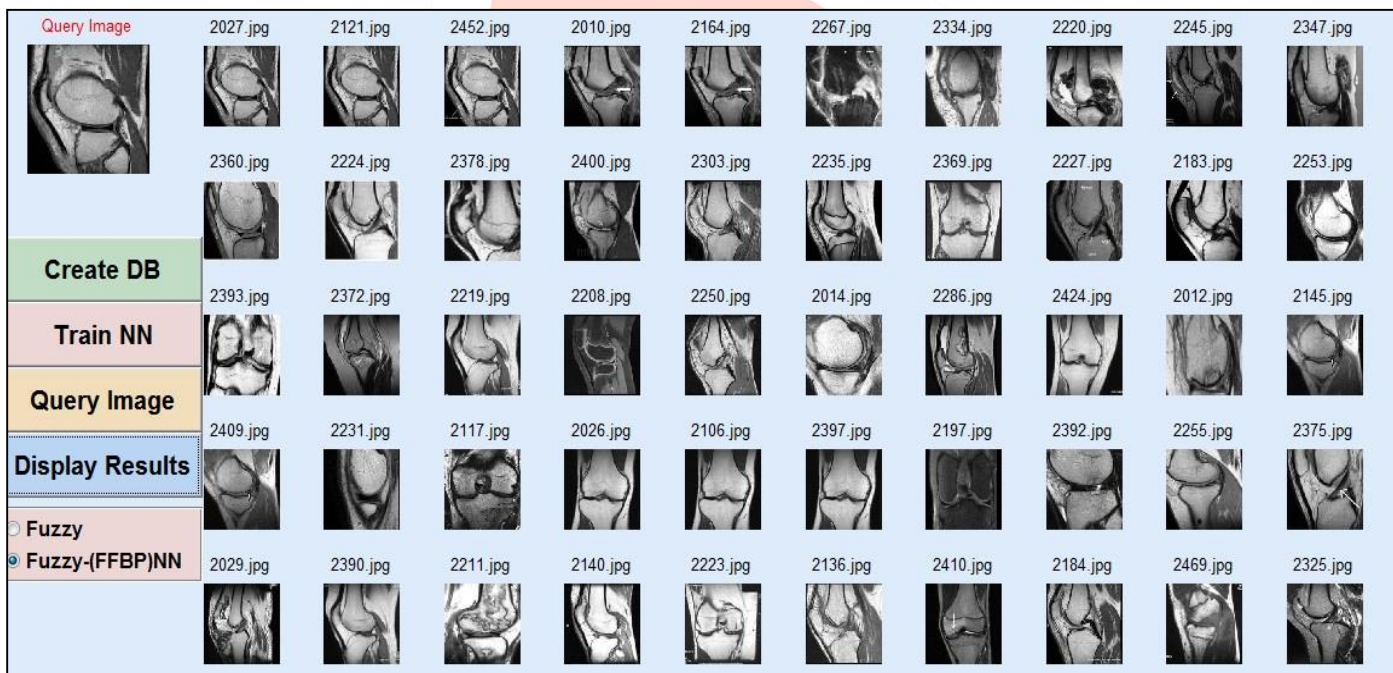 Query Image
2027.jpg 2121.jpg 2452.jpg 2010.jpg 2164.jpg 2267.jpg 2334.jpg 2220.jpg 2245.jpg 2347.jpg
2360.jpg 2224.jpg 2378.jpg 2400.jpg 2303.jpg 2235.jpg 2369.jpg 2227.jpg 2183.jpg 2253.jpg
Create DB
2393.jpg 2372.jpg 2219.jpg 2208.jpg 2250.jpg 2014.jpg 2286.jpg 2424.jpg 2012.jpg 2145.jpg
Train NN
Query Image
2409.jpg 2231.jpg 2117.jpg 2026.jpg 2106.jpg 2397.jpg 2197.jpg 2392.jpg 2255.jpg 2375.jpg
Display Results
Fuzzy
Fuzzy-(FFBP)NN
2029.jpg 2390.jpg 2211.jpg 2140.jpg 2223.jpg 2136.jpg 2410.jpg 2184.jpg 2469.jpg 2325.jpg